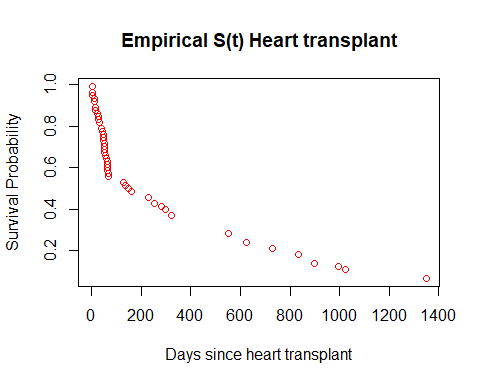 Empirical S(t) Heart transplant
Survival Probability
1.0
0.8
0.6
0.4
0.2
0 200 400 600 800 1000 1200 1400
Days since heart transplant